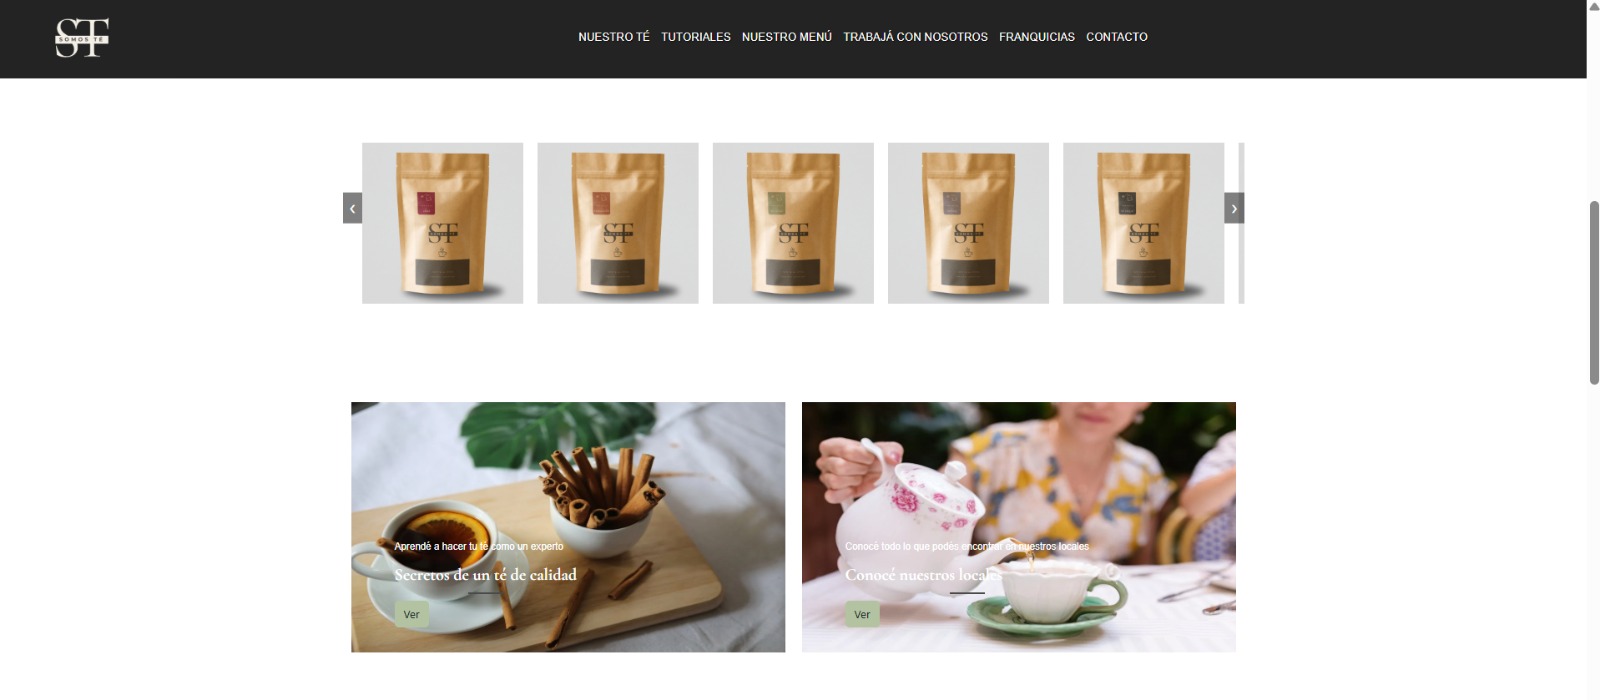 ST
SOMOS TÉ
NUESTRO TÉ TUTORIALES NUESTRO MENÚ TRABAJÁ CON NOSOTROS FRANQUICIAS CONTACTO
ST
ST
ST
ST
ST
Aprendé a hacer tu té como un experto
Secretos de un té de calidad
Ver
Conocé todo lo que podés encontrar en nuestros locales
Conocé nuestros locales
Ver